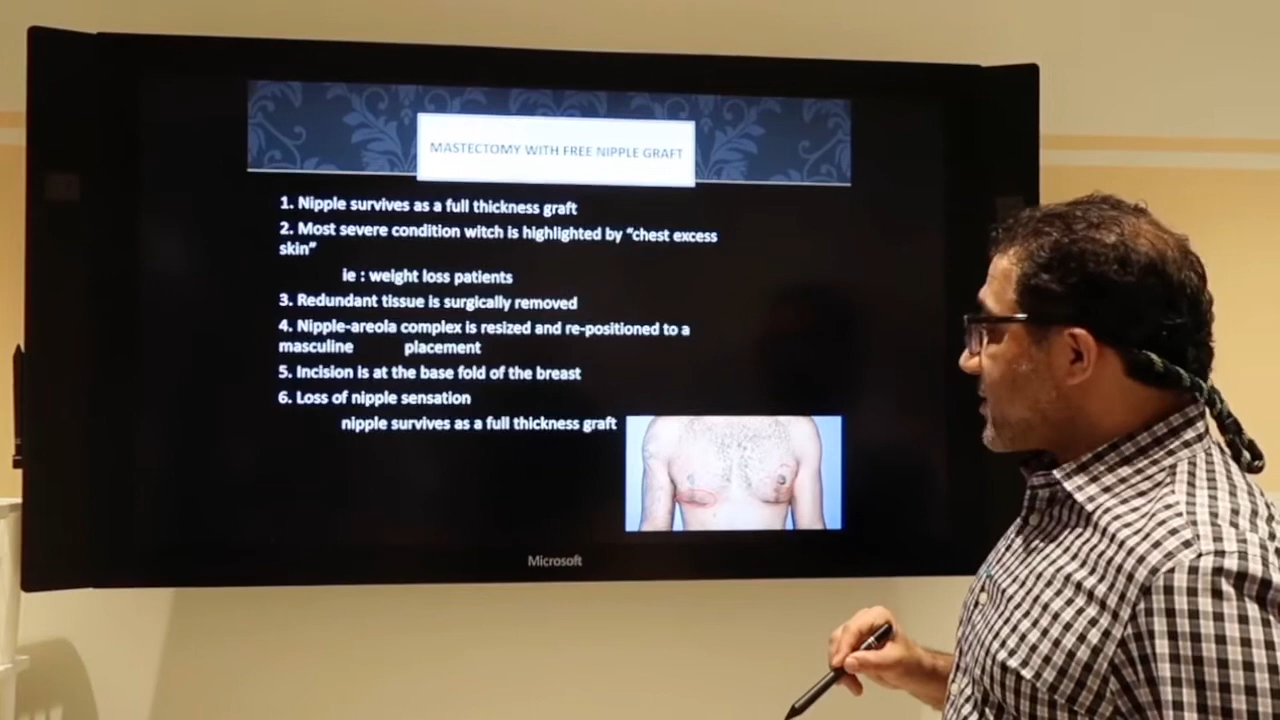 MASTECTOMY WITH FREE NIPPLE GRAFT
1. Nipple survives as a full thickness graft
2. Most severe condition witch is highlighted by “chest excess
skin”
ie : weight loss patients
3. Redundant tissue is surgically removed
4. Nipple-areola complex is resized and re-positioned to a
masculine placement
5. Incision is at the base fold of the breast
6. Loss of nipple sensation
nipple survives as a full thickness graft
Microsoft